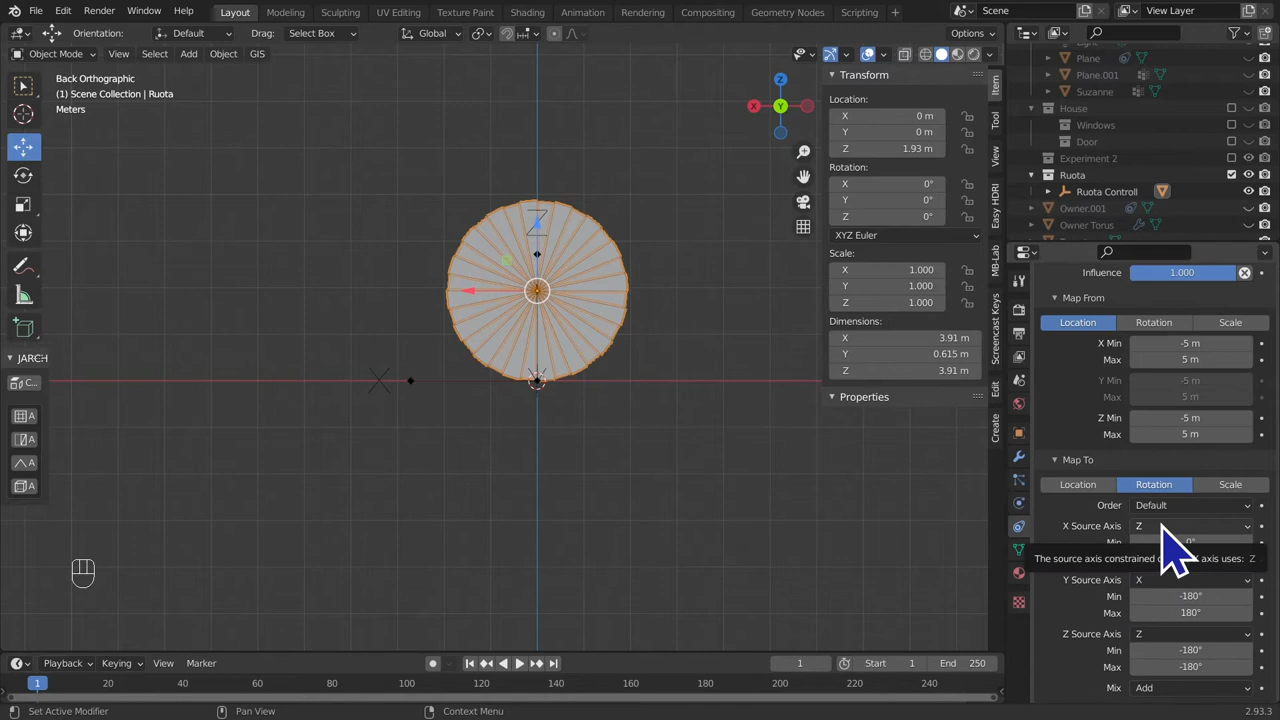 File Edit Render Window Help Layout Modeling Sculpting UV Editing Texture Paint Shading Animation Rendering Compositing Geometry Nodes Scripting + Scene View Layer
Orientation: Default Drag: Select Box Global Options
Object Mode View Select Add Object GIS
Back Orthographic
(1) Scene Collection | Ruota
Meters
Z
X
Y
Transform
Location:
X 0 m
Y 0 m
Z 1.93 m
Rotation:
X 0°
Y 0°
Z 0°
XYZ Euler
Scale:
X 1.000
Y 1.000
Z 1.000
Dimensions:
X 3.91 m
Y 0.615 m
Z 3.91 m
Properties
Item
Tool
View
Easy HDRI
MB-Lab
Screencast Keys
Edit
Create
JARCH
C...
A
A
A
A
Plane
Plane.001
Suzanne
House
Windows
Door
Experiment 2
Ruota
Ruota Controll
Owner.001
Owner Torus
Influence 1.000
Map From
Location Rotation Scale
X Min -5 m
Max 5 m
Y Min -5 m
Max 5 m
Z Min -5 m
Max 5 m
Map To
Location Rotation Scale
Order Default
X Source Axis Z
The source axis constrained
axis uses: Z
Y Source Axis X
Min -180°
Max 180°
Z Source Axis Z
Min -180°
Max -180°
Mix Add
Playback Keying View Marker 1 Start 1 End 250
1 20 40 60 80 100 120 140 160 180 200 220 240
Set Active Modifier Pan View Context Menu 2.93.3